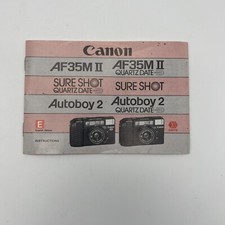 Canon
AF35M II AF35M II
QUARTZ DATE
SURE SHOT SURE SHOT
QUARTZ DATE
Autoboy 2 Autoboy 2
QUARTZ DATE
E